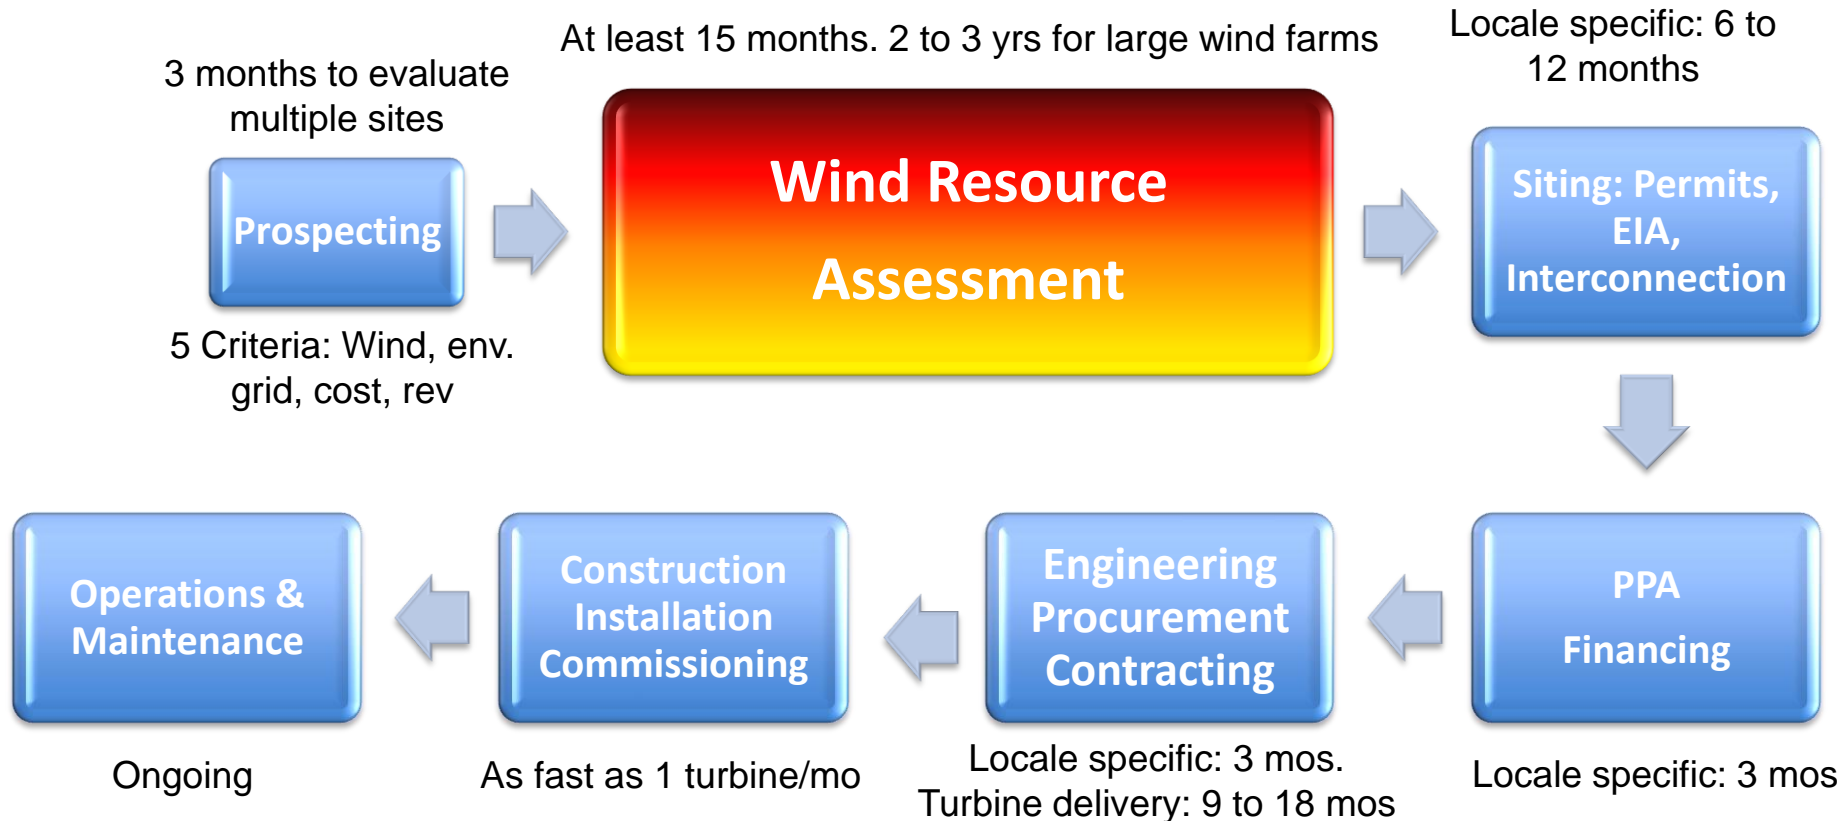 3 months to evaluate
multiple sites
Prospecting
5 Criteria: Wind, env.
grid, cost, rev
At least 15 months. 2 to 3 yrs for large wind farms
Wind Resource
Assessment
Locale specific: 6 to
12 months
Siting: Permits,
EIA,
Interconnection
PPA
Financing
Locale specific: 3 mos
Engineering
Procurement
Contracting
Locale specific: 3 mos.
Turbine delivery: 9 to 18 mos
Construction
Installation
Commissioning
As fast as 1 turbine/mo
Operations &
Maintenance
Ongoing